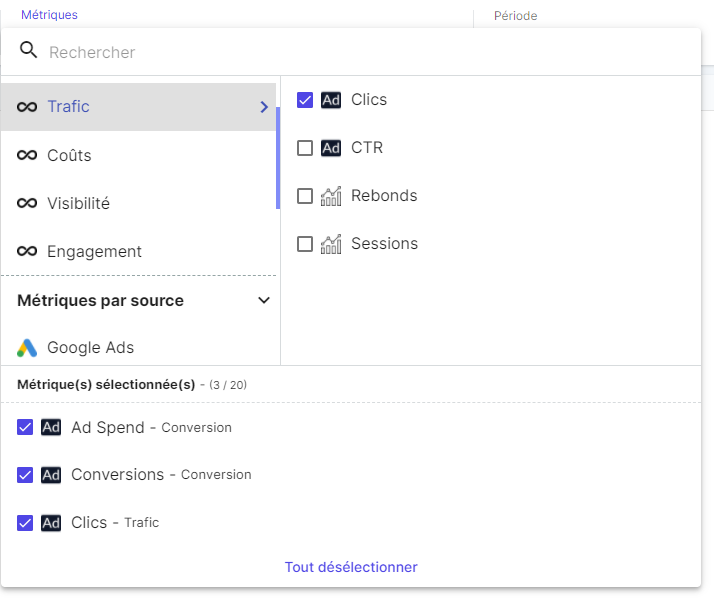 Métriques
Période
Rechercher
Trafic
Coûts
Visibilité
Engagement
Métriques par source
Google Ads
Ad Clics
Ad CTR
Rebonds
Sessions
Métrique(s) sélectionnée(s) - (3 / 20)
Ad Ad Spend - Conversion
Ad Conversions - Conversion
Ad Clics - Trafic
Tout désélectionner